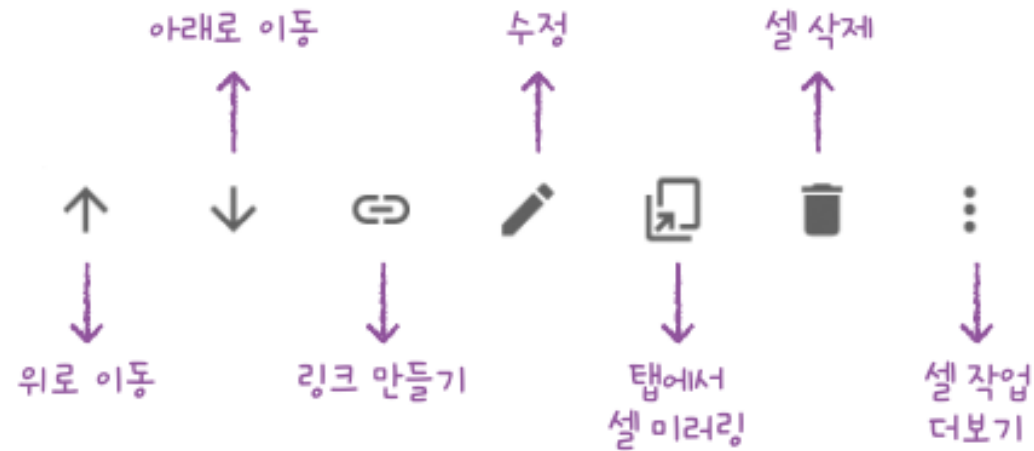 아래로 이동
수정
셀 삭제
위로 이동
링크 만들기
탭에서
셀 미러링
셀 작업
더보기